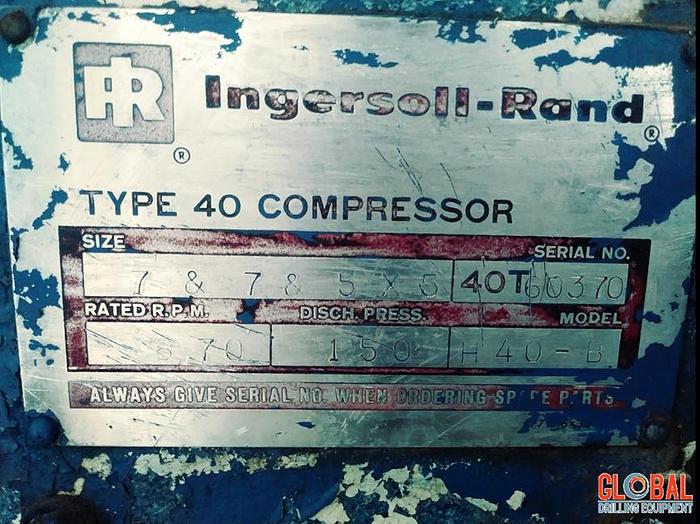 IR
®
Ingersoll-Rand®
TYPE 40 COMPRESSOR
SIZE SERIAL NO.
7 & 7 & 5 X 5 40T60370
RATED R.P.M. DISCH. PRESS. MODEL
870 150 H40-B
ALWAYS GIVE SERIAL NO. WHEN ORDERING SPARE PARTS
GLOBAL
DRILLING EQUIPMENT